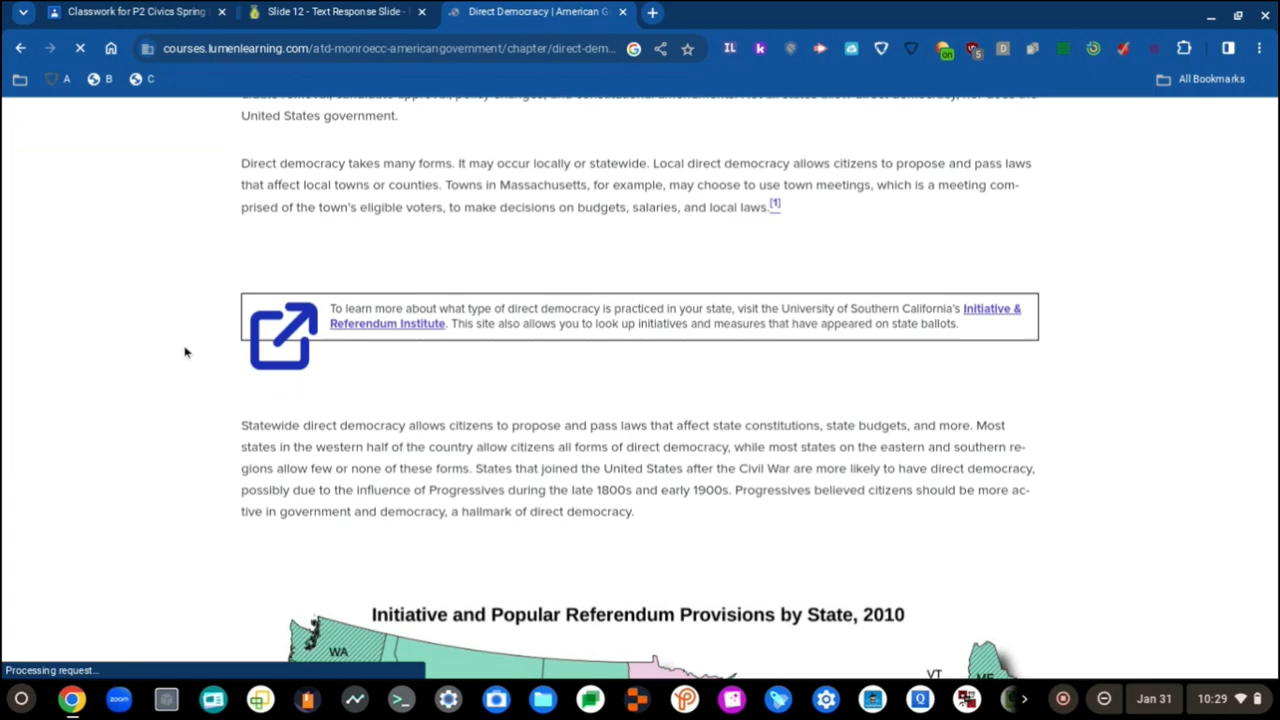 Classwork for P2 Civics Spring
Slide 12 - Text Response Slide -
Direct Democracy | American G
courses.lumenlearning.com/atd-monroecc-americangovernment/chapter/direct-dem...
A
B
C
All Bookmarks
United States government.
Direct democracy takes many forms. It may occur locally or statewide. Local direct democracy allows citizens to propose and pass laws
that affect local towns or counties. Towns in Massachusetts, for example, may choose to use town meetings, which is a meeting com-
prised of the town's eligible voters, to make decisions on budgets, salaries, and local laws.[1]
To learn more about what type of direct democracy is practiced in your state, visit the University of Southern California's Initiative &
Referendum Institute. This site also allows you to look up initiatives and measures that have appeared on state ballots.
Statewide direct democracy allows citizens to propose and pass laws that affect state constitutions, state budgets, and more. Most
states in the western half of the country allow citizens all forms of direct democracy, while most states on the eastern and southern re-
gions allow few or none of these forms. States that joined the United States after the Civil War are more likely to have direct democracy,
possibly due to the influence of Progressives during the late 1800s and early 1900s. Progressives believed citizens should be more ac-
tive in government and democracy, a hallmark of direct democracy.
Initiative and Popular Referendum Provisions by State, 2010
WA
VT
ME
Processing request...
zoom
Jan 31
10:29